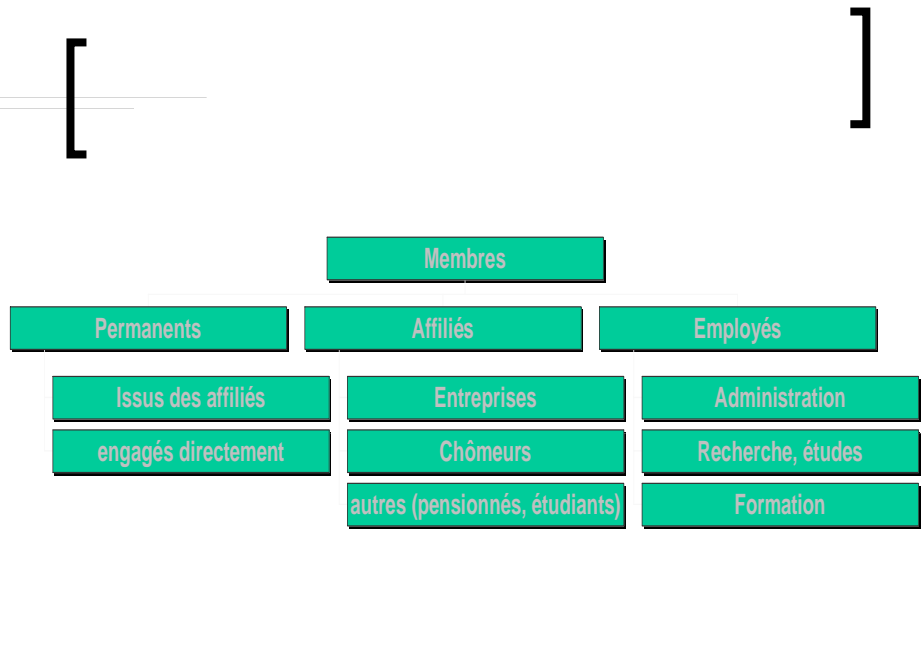 Membres
Permanents
Affiliés
Employés
Issus des affiliés
Entreprises
Administration
engagés directement
Chômeurs
Recherche, études
autres (pensionnés, étudiants)
Formation